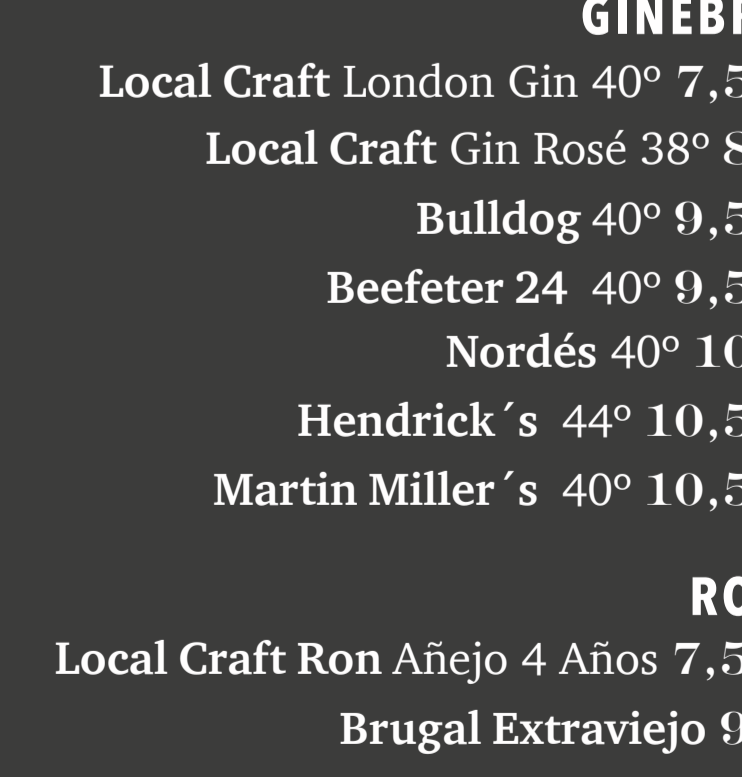 GINEB
Local Craft London Gin 40º 7,5
Local Craft Gin Rosé 38º 8
Bulldog 40º 9,5
Beefeter 24 40º 9,5
Nordés 40º 10
Hendrick´s 44º 10,5
Martin Miller´s 40º 10,5
RO
Local Craft Ron Añejo 4 Años 7,5
Brugal Extraviejo 9